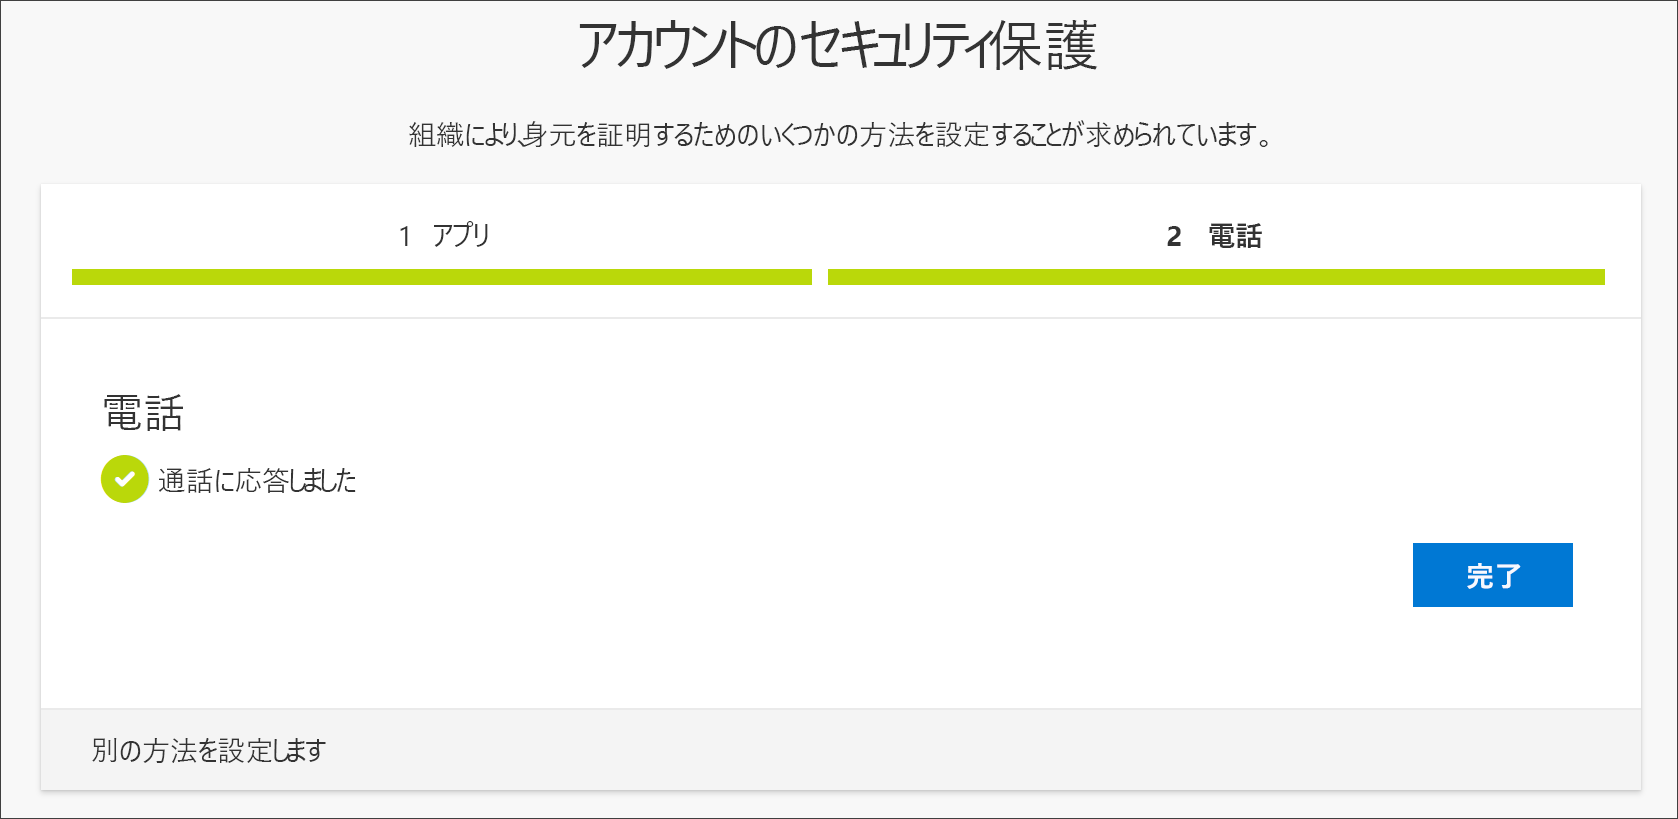 アカウントのセキュリティ保護
組織により、身元を証明するためのいくつかの方法を設定することが求められています。
1 アプリ
2 電話
電話
通話に応答しました
完了
別の方法を設定します